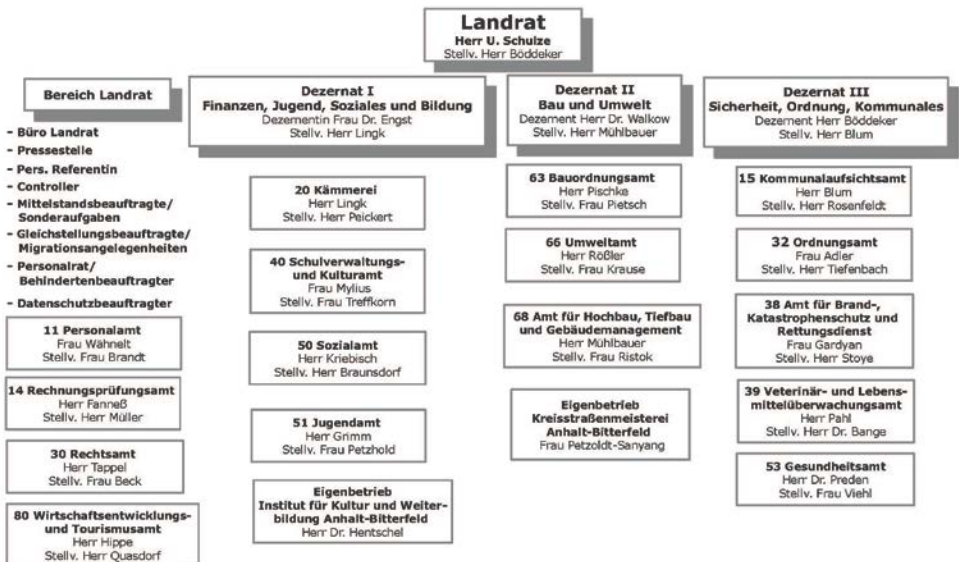 Landrat
Herr U. Schulze
Stellv. Herr Böddeker
Bereich Landrat
- Büro Landrat
- Pressestelle
- Pers. Referentin
- Controller
- Mittelstandsbeauftragte/
Sonderaufgaben
- Gleichstellungsbeauftragte/
Migrationsangelegenheiten
- Personalrat/
Behindertenbeauftragter
- Datenschutzbeauftragter
11 Personalamt
Frau Wähnelt
Stellv. Frau Brandt
14 Rechnungsprüfungsamt
Herr Fanneß
Stellv. Herr Müller
30 Rechtsamt
Herr Tappel
Stellv. Frau Beck
80 Wirtschaftsentwicklungs-
und Tourismusamt
Herr Hippe
Stellv. Herr Quasdorf
Dezernat I
Finanzen, Jugend, Soziales und Bildung
Dezernentin Frau Dr. Engst
Stellv. Herr Lingk
20 Kämmerei
Herr Lingk
Stellv. Herr Peickert
40 Schulverwaltungs-
und Kulturamt
Frau Mylius
Stellv. Frau Treffkorn
50 Sozialamt
Herr Kriebisch
Stellv. Herr Braunsdorf
51 Jugendamt
Herr Grimm
Stellv. Frau Petzhold
Eigenbetrieb
Institut für Kultur und Weiter-
bildung Anhalt-Bitterfeld
Herr Dr. Hentschel
Dezernat II
Bau und Umwelt
Dezement Herr Dr. Walkow
Stellv. Herr Mühlbauer
63 Bauordnungsamt
Herr Pischke
Stellv. Frau Pietsch
66 Umweltamt
Herr Rößler
Stellv. Frau Krause
68 Amt für Hochbau, Tiefbau
und Gebäudemanagement
Herr Mühlbauer
Stellv. Frau Ristok
Eigenbetrieb
Kreisstraßenmeisterei
Anhalt-Bitterfeld
Frau Petzoldt-Sanyang
Dezernat III
Sicherheit, Ordnung, Kommunales
Dezement Herr Böddeker
Stellv. Herr Blum
15 Kommunalaufsichtsamt
Herr Blum
Stellv. Herr Rosenfeldt
32 Ordnungsamt
Frau Adler
Stellv. Herr Tiefenbach
38 Amt für Brand-,
Katastrophenschutz und
Rettungsdienst
Frau Gardyan
Stellv. Herr Stoye
39 Veterinär- und Lebens-
mittelüberwachungsamt
Herr Pahl
Stellv. Herr Dr. Bange
53 Gesundheitsamt
Herr Dr. Preden
Stellv. Frau Viehl